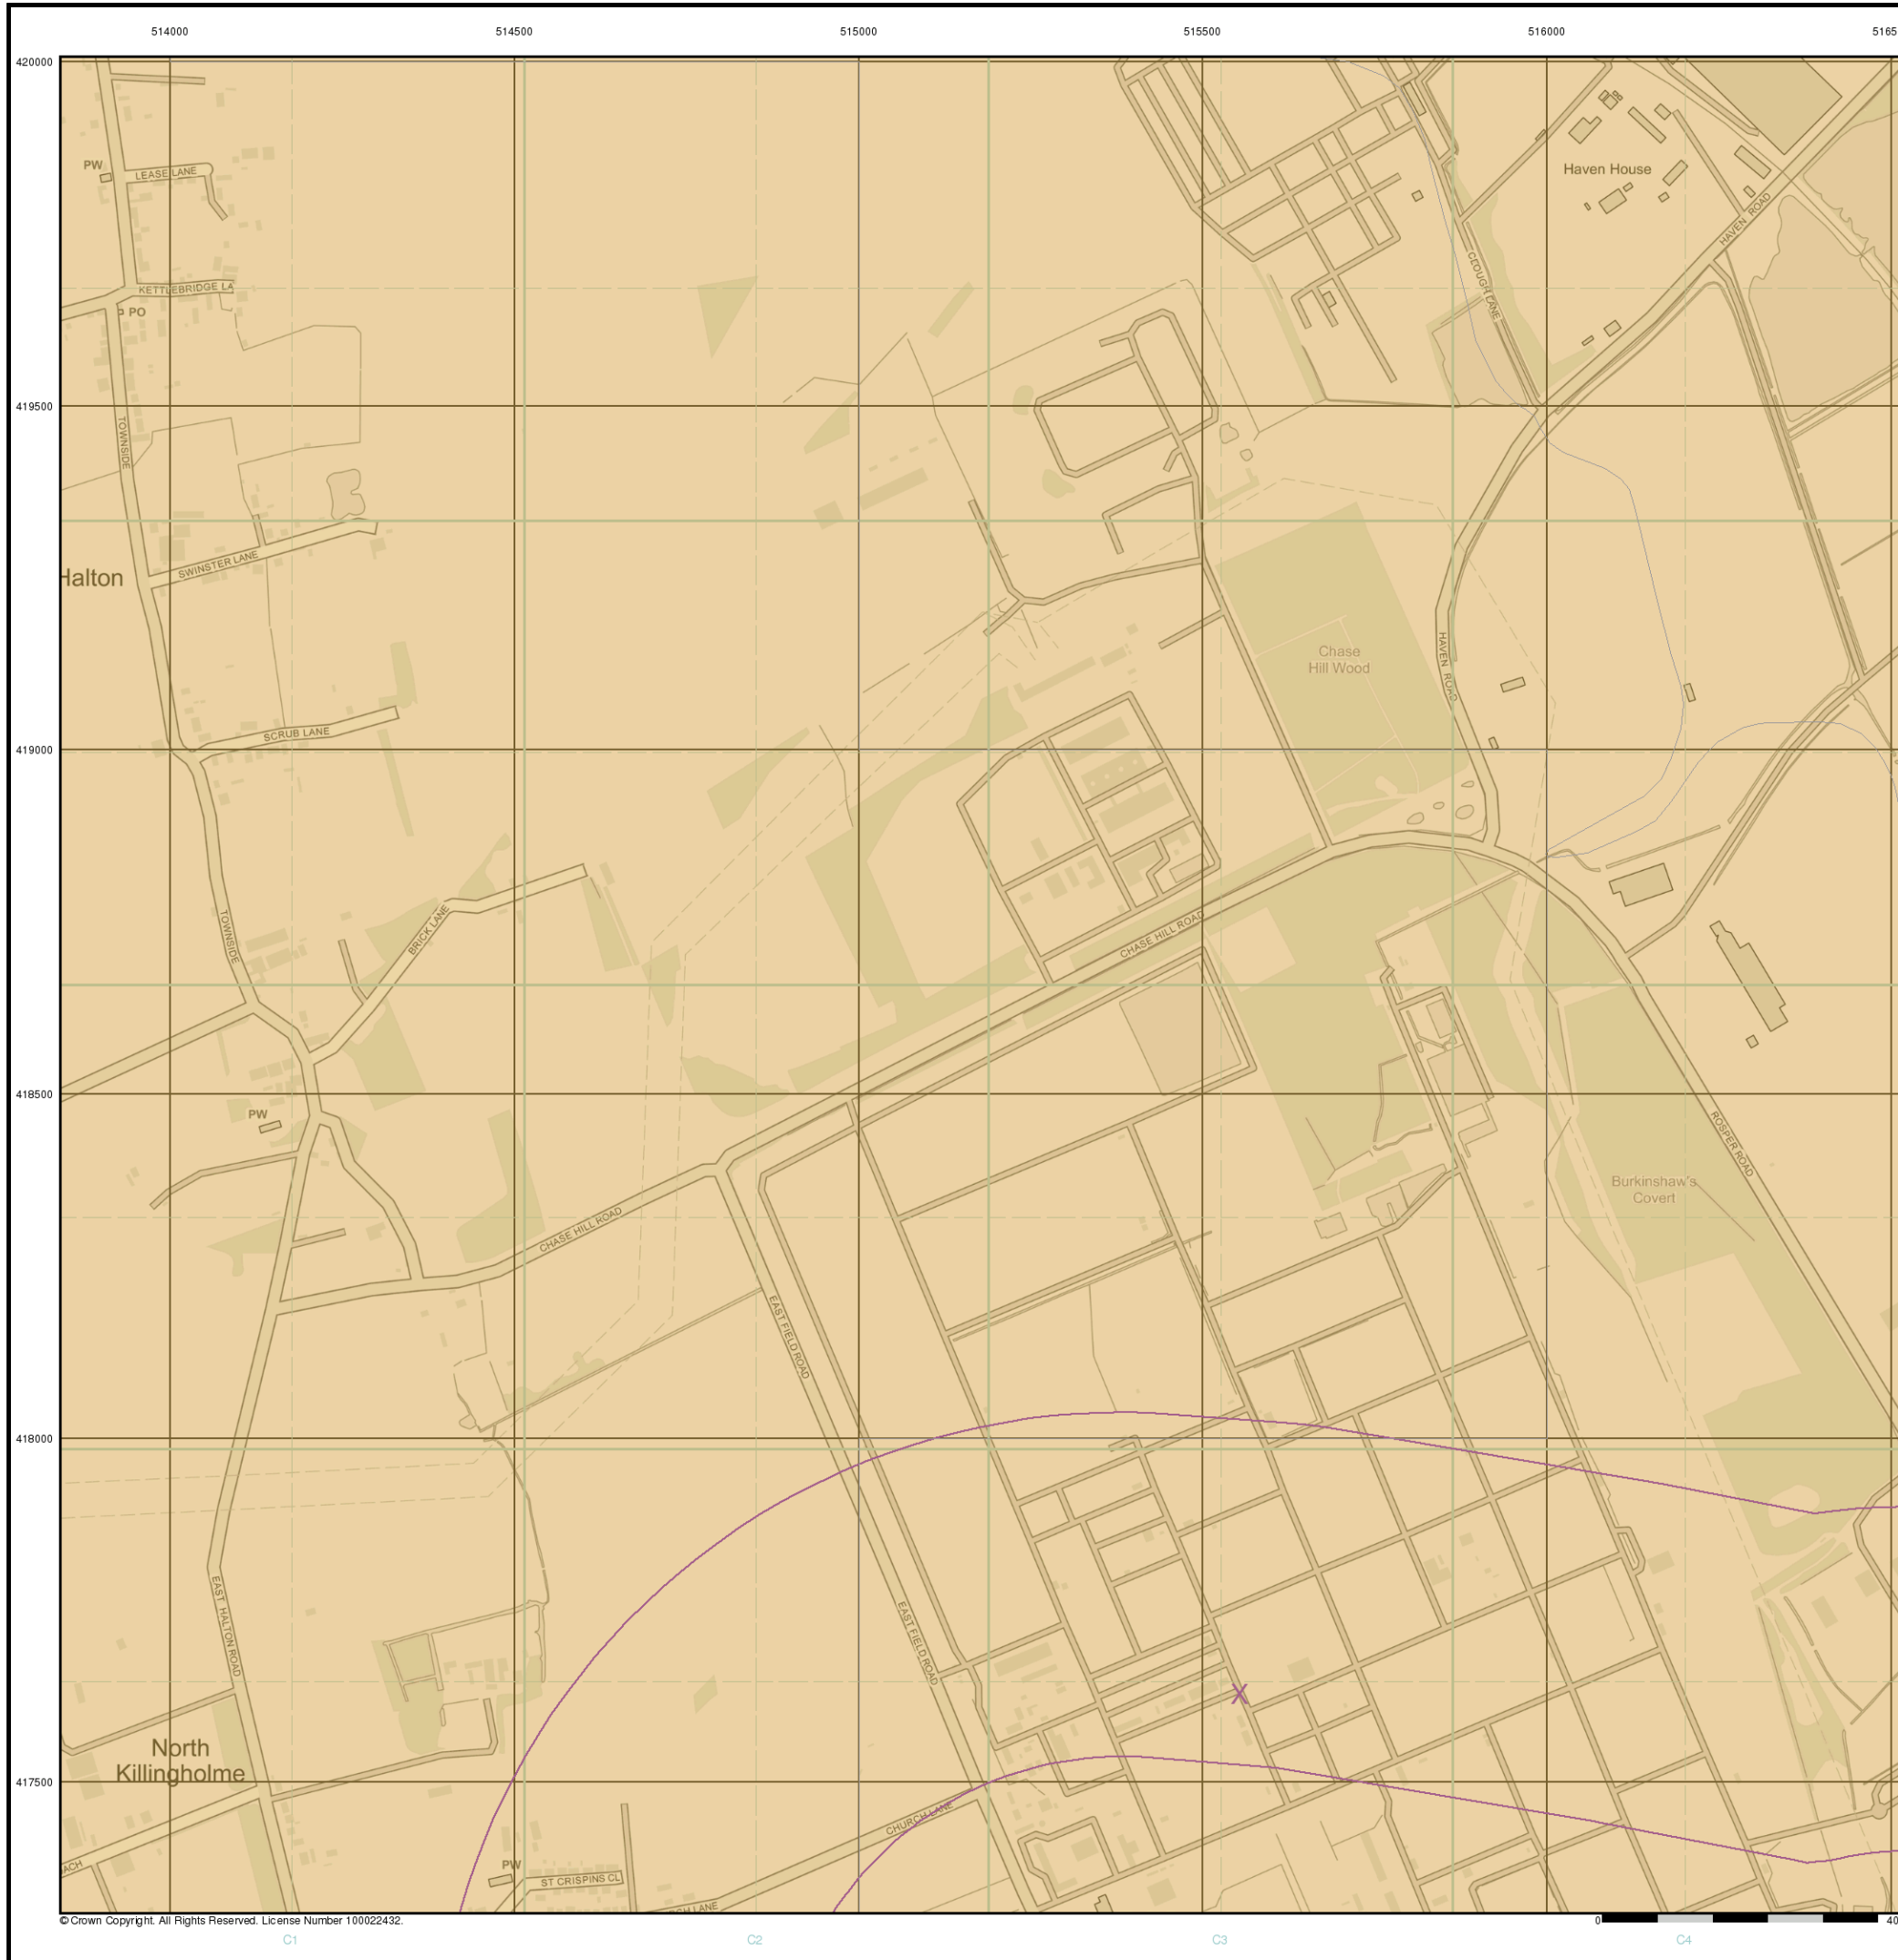 514000 514500 515000 515500 516000 5165
420000
Haven House
PW
LEASE LANE
HAVEN ROAD
CLOUGH LANE
KETTLEBRIDGE LA
PO
419500
TOWNSIDE
SWINSTER LANE
Halton
Chase
Hill Wood
HAVEN ROAD
SCRUB LANE
419000
BRICK LANE
TOWNSIDE
CHASE HILL ROAD
418500
PW
ROSPER ROAD
Burkinshaw's
Covert
CHASE HILL ROAD
EAST FIELD ROAD
418000
EAST HALTON ROAD
EAST FIELD ROAD
X
North
Killingholme
417500
CHURCH LANE
ACH
PW
ST CRISPINS CL
RCH LANE
© Crown Copyright. All Rights Reserved. License Number 100022432.
0 40
C1 C2 C3 C4